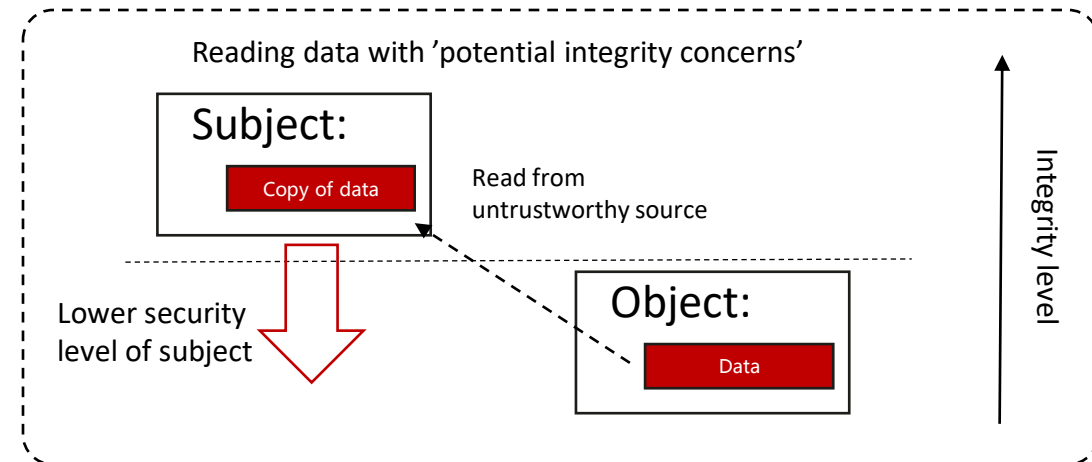 Reading data with ’potential integrity concerns’
Subject:
Copy of data
Read from
untrustworthy source
Integrity level
Object:
Data
Lower security
level of subject